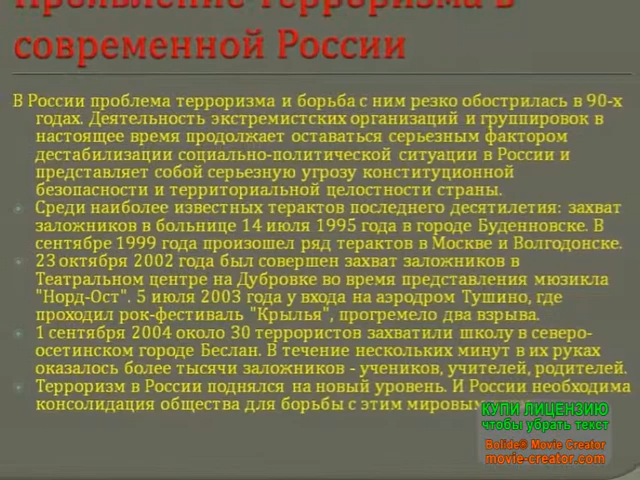 Проявление терроризма в
современной России
В России проблема терроризма и борьба с ним резко обострилась в 90-х
годах. Деятельность экстремистских организаций и группировок в
настоящее время продолжает оставаться серьезным фактором
дестабилизации социально-политической ситуации в России и
представляет собой серьезную угрозу конституционной
безопасности и территориальной целостности страны.
Среди наиболее известных терактов последнего десятилетия: захват
заложников в больнице 14 июля 1995 года в городе Буденновске. В
сентябре 1999 года произошел ряд терактов в Москве и Волгодонске.
23 октября 2002 года был совершен захват заложников в
Театральном центре на Дубровке во время представления мюзикла
"Норд-Ост". 5 июля 2003 года у входа на аэродром Тушино, где
проходил рок-фестиваль "Крылья", прогремело два взрыва.
1 сентября 2004 около 30 террористов захватили школу в северо-
осетинском городе Беслан. В течение нескольких минут в их руках
оказалось более тысячи заложников - учеников, учителей, родителей.
Терроризм в России поднялся на новый уровень. И России необходима
консолидация общества для борьбы с этим мировым
КУПИ ЛИЦЕНЗИЮ
чтобы убрать текст
Bolide® Movie Creator
movie-creator.com